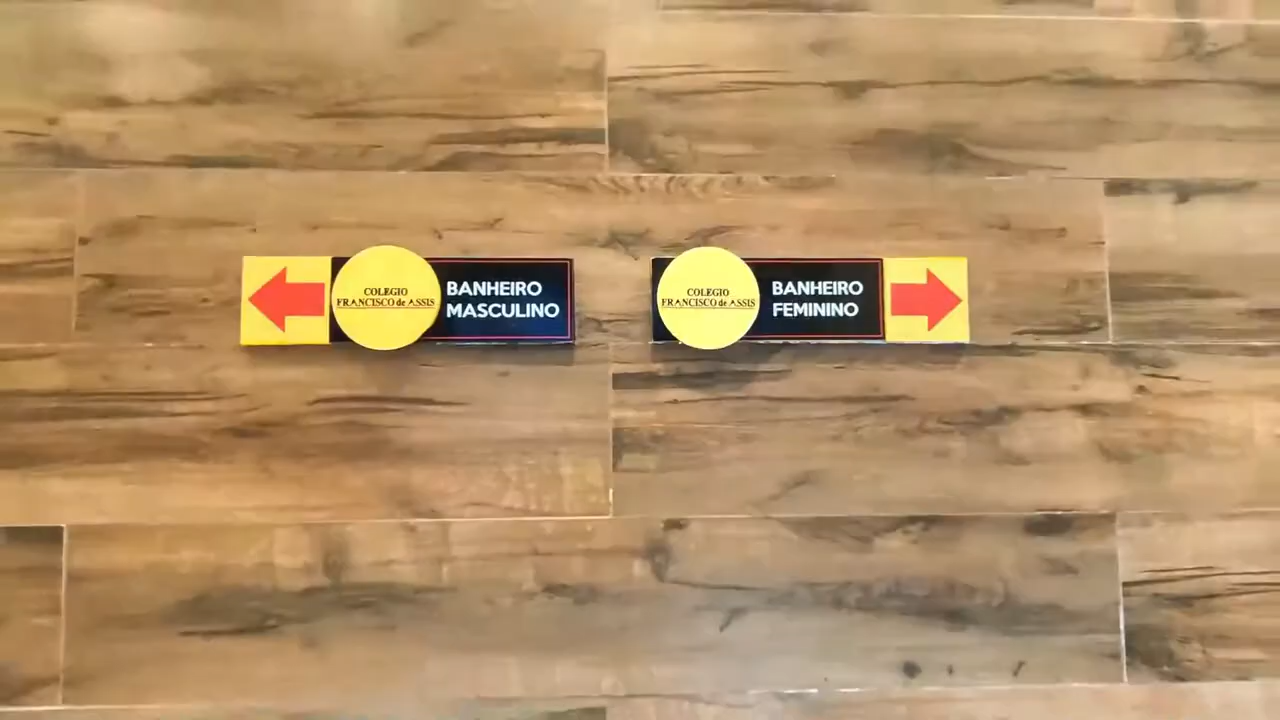 COLEGIO
FRANCISCO de ASSIS
BANHEIRO
MASCULINO
COLEGIO
FRANCISCO de ASSIS
BANHEIRO
FEMININO